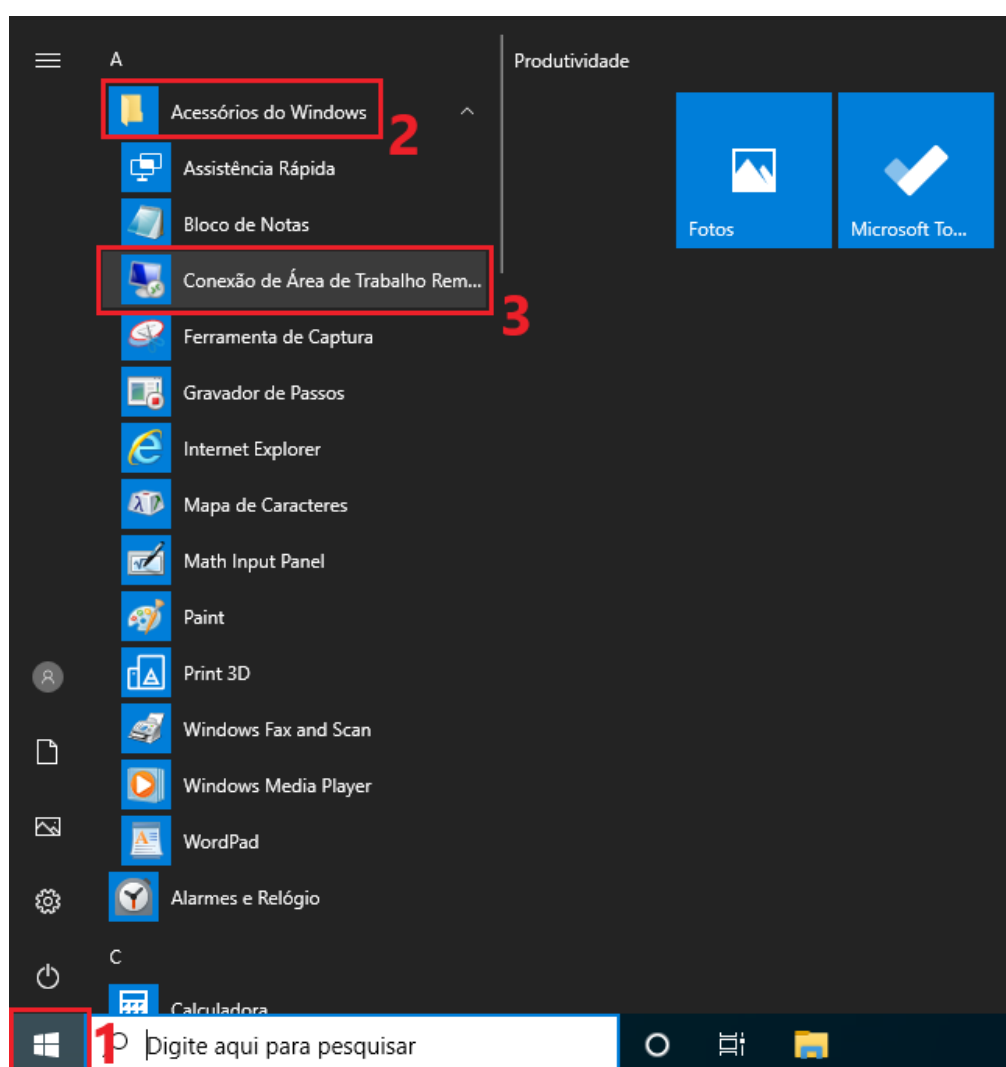 A
Produtividade
Acessórios do Windows
2
Assistência Rápida
Bloco de Notas
Fotos
Microsoft To...
Conexão de Área de Trabalho Rem...
3
Ferramenta de Captura
Gravador de Passos
Internet Explorer
Mapa de Caracteres
Math Input Panel
Paint
Print 3D
Windows Fax and Scan
Windows Media Player
WordPad
Alarmes e Relógio
C
Calculadora
1
Digite aqui para pesquisar